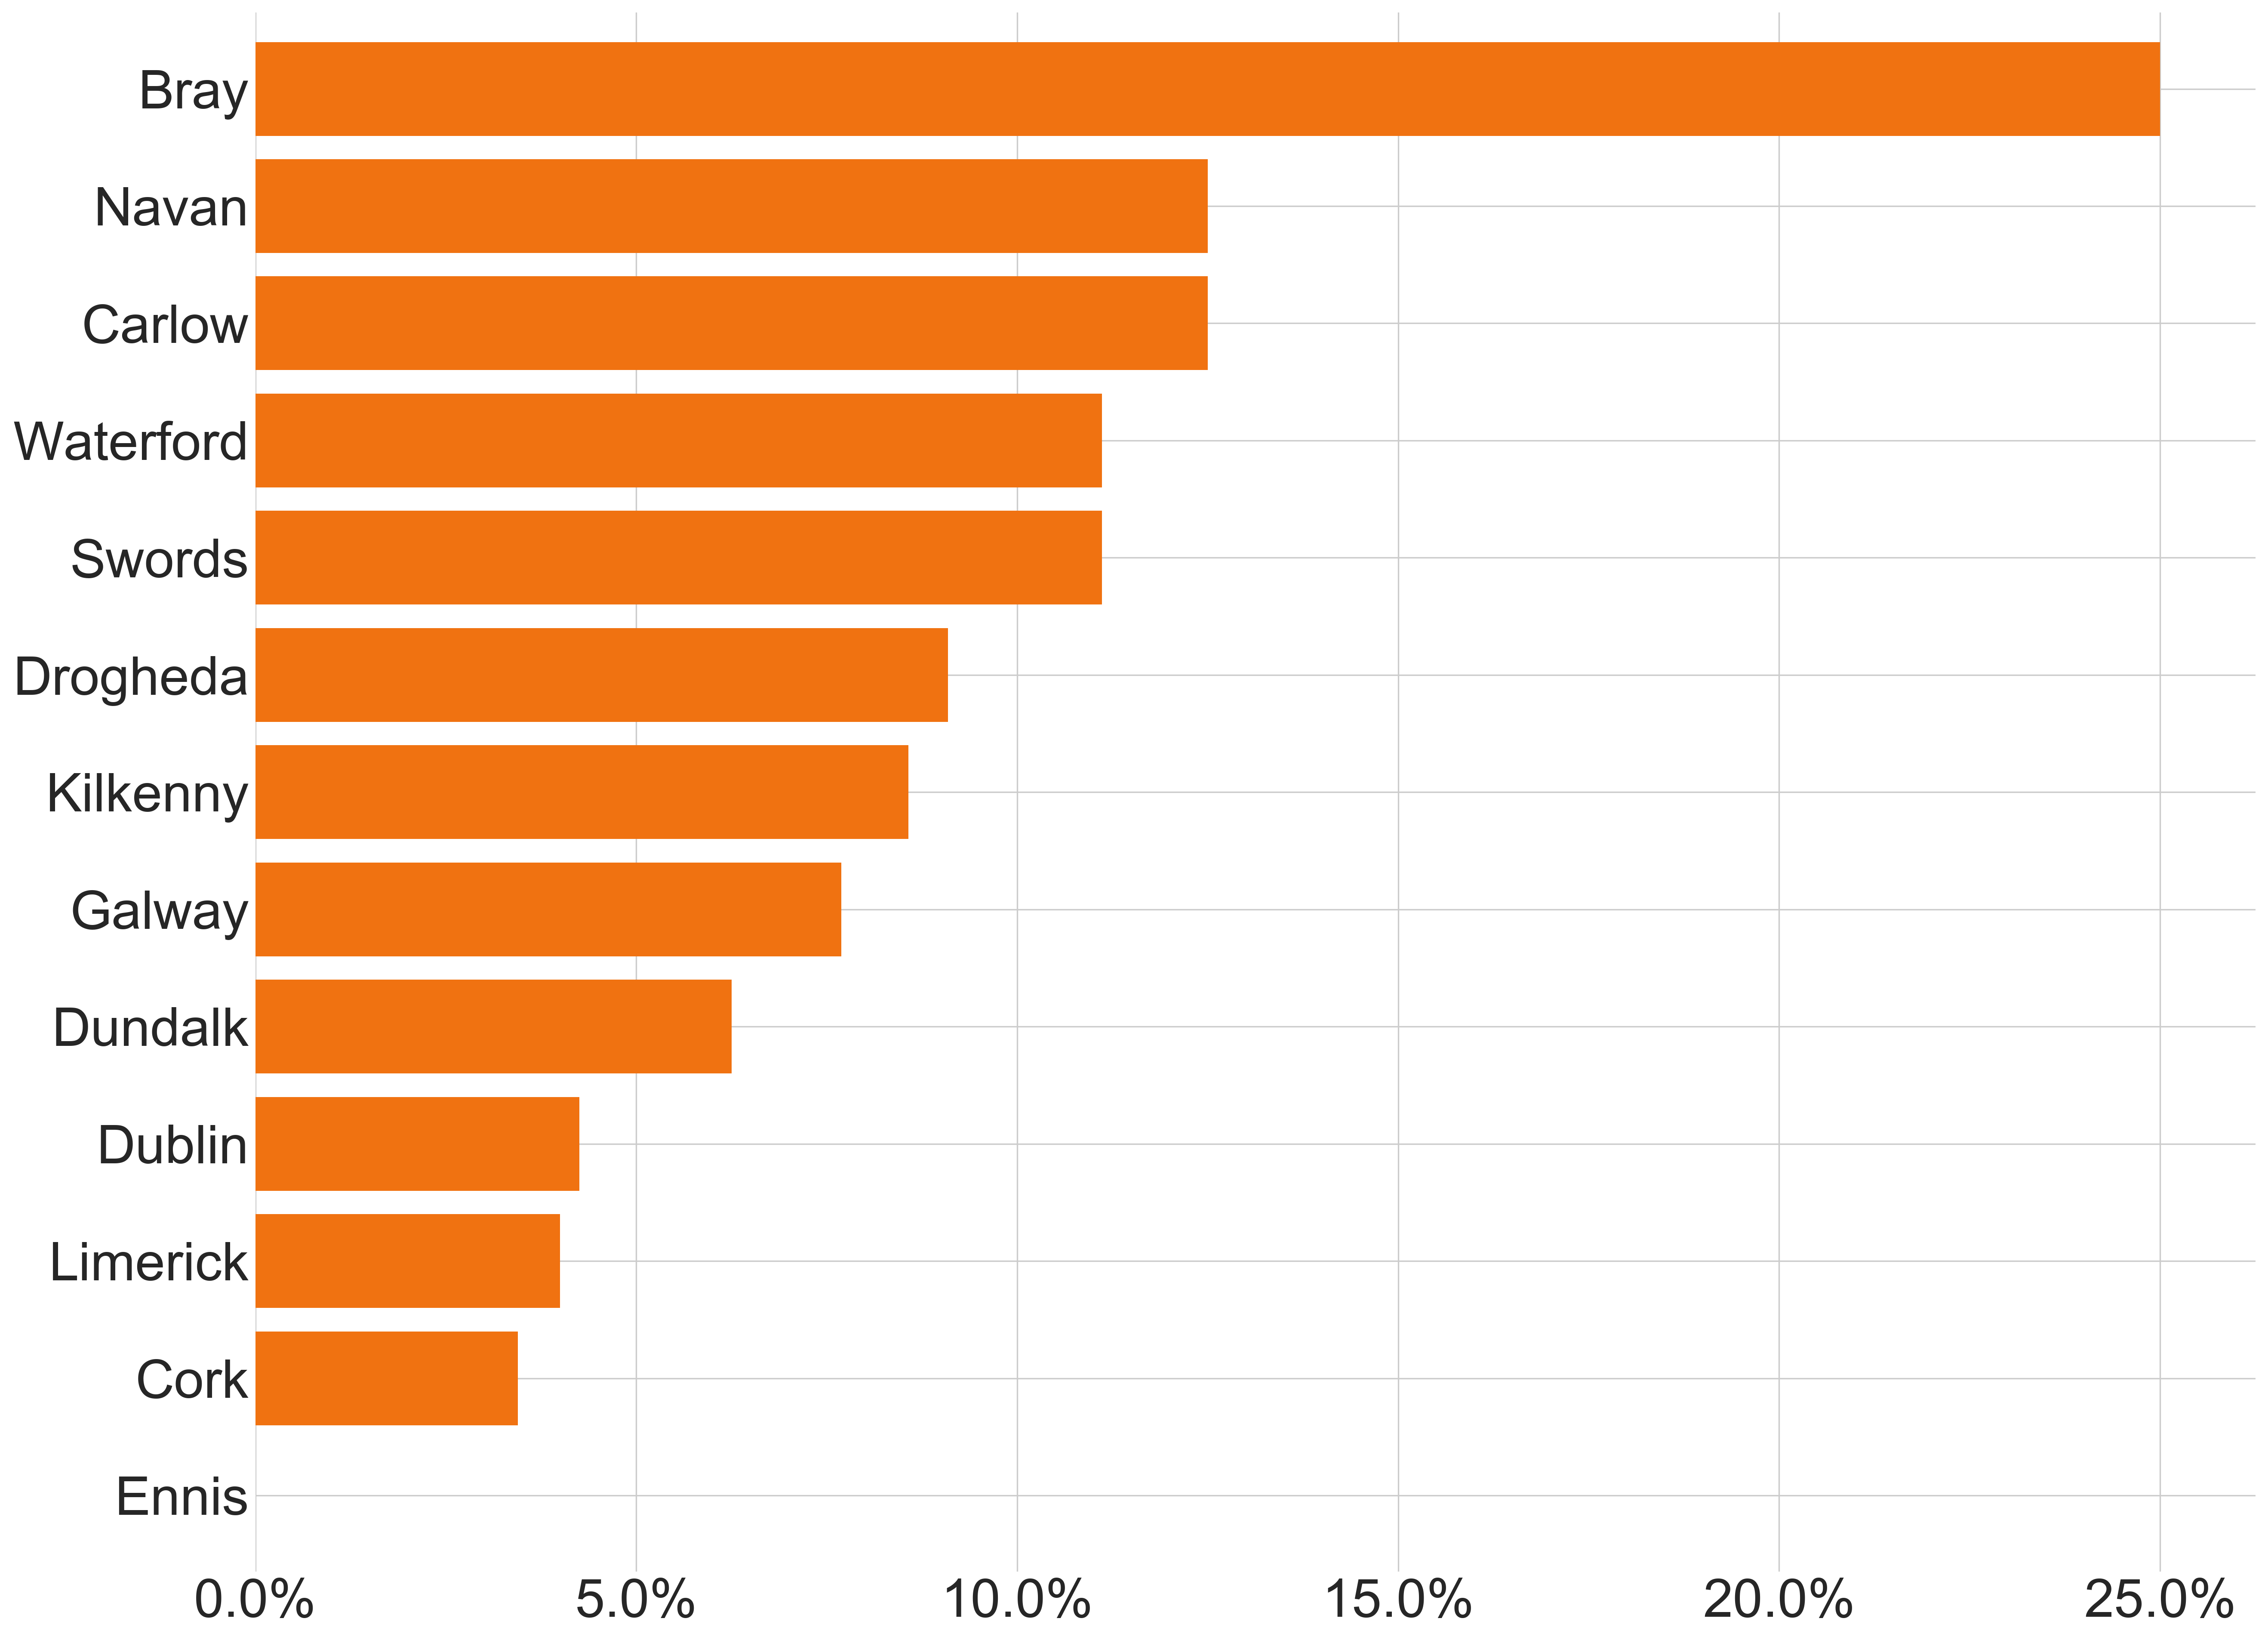 Bray
Navan
Carlow
Waterford
Swords
Drogheda
Kilkenny
Galway
Dundalk
Dublin
Limerick
Cork
Ennis
0.0% 5.0% 10.0% 15.0% 20.0% 25.0%